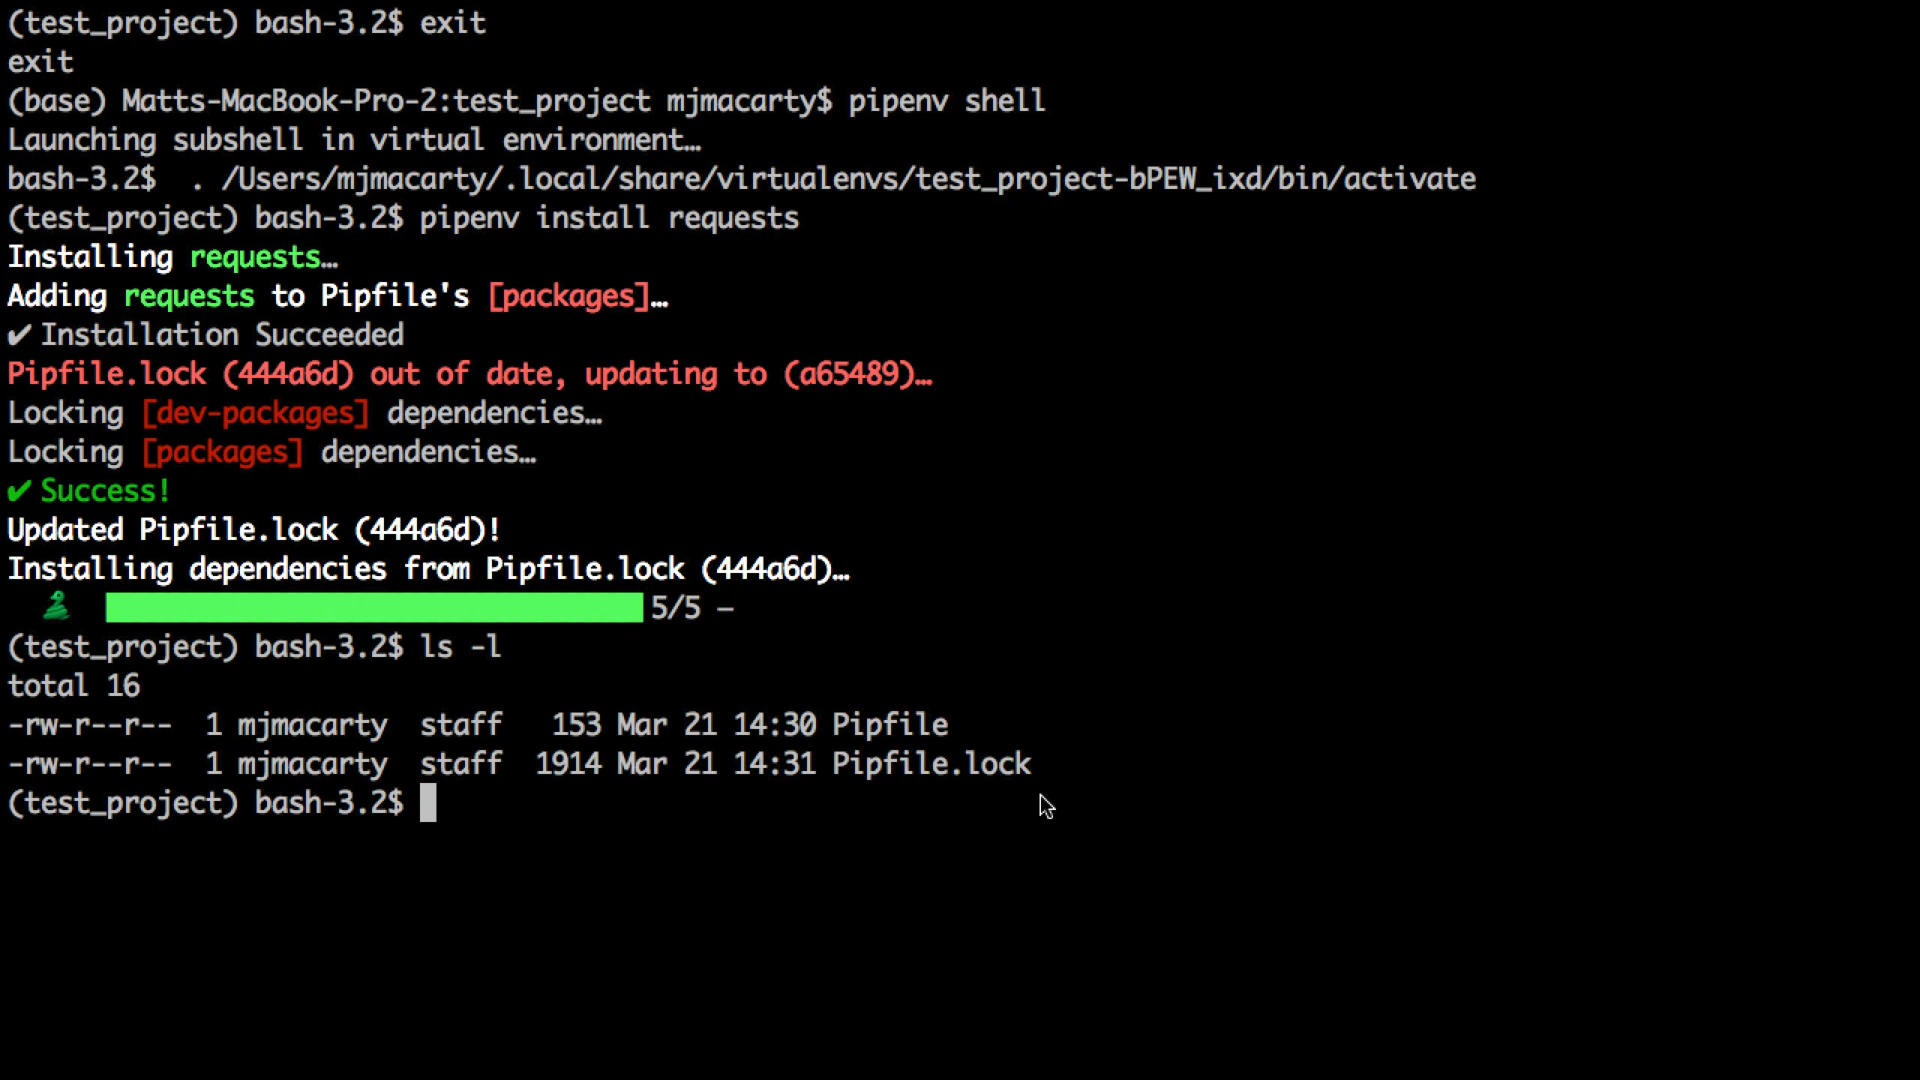 (test_project) bash-3.2$ exit
exit
(base) Matts-MacBook-Pro-2:test_project mjmacarty$ pipenv shell
Launching subshell in virtual environment…
bash-3.2$  . /Users/mjmacarty/.local/share/virtualenvs/test_project-bPEW_ixd/bin/activate
(test_project) bash-3.2$ pipenv install requests
Installing requests…
Adding requests to Pipfile's [packages]…
✔ Installation Succeeded
Pipfile.lock (444a6d) out of date, updating to (a65489)…
Locking [dev-packages] dependencies…
Locking [packages] dependencies…
✔ Success!
Updated Pipfile.lock (444a6d)!
Installing dependencies from Pipfile.lock (444a6d)…
5/5 —
(test_project) bash-3.2$ ls -l
total 16
-rw-r--r--  1 mjmacarty  staff   153 Mar 21 14:30 Pipfile
-rw-r--r--  1 mjmacarty  staff  1914 Mar 21 14:31 Pipfile.lock
(test_project) bash-3.2$